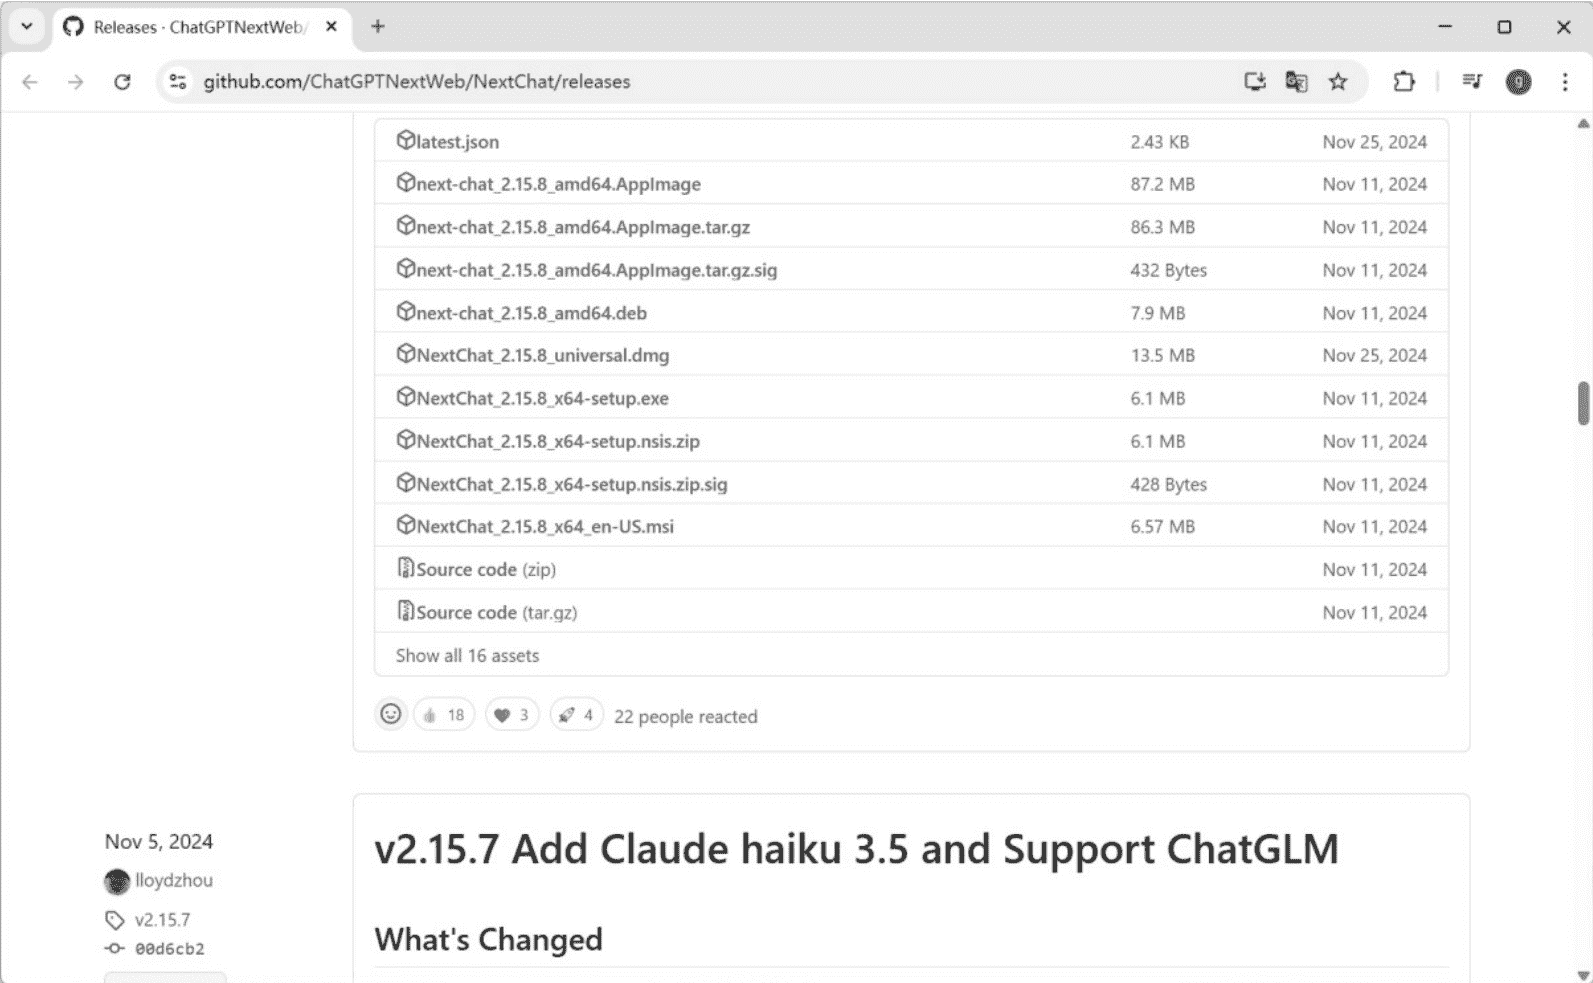 Releases · ChatGPTNextWeb/
github.com/ChatGPTNextWeb/NextChat/releases
g
latest.json 2.43 KB Nov 25, 2024
next-chat_2.15.8_amd64.AppImage 87.2 MB Nov 11, 2024
next-chat_2.15.8_amd64.AppImage.tar.gz 86.3 MB Nov 11, 2024
next-chat_2.15.8_amd64.AppImage.tar.gz.sig 432 Bytes Nov 11, 2024
next-chat_2.15.8_amd64.deb 7.9 MB Nov 11, 2024
NextChat_2.15.8_universal.dmg 13.5 MB Nov 25, 2024
NextChat_2.15.8_x64-setup.exe 6.1 MB Nov 11, 2024
NextChat_2.15.8_x64-setup.nsis.zip 6.1 MB Nov 11, 2024
NextChat_2.15.8_x64-setup.nsis.zip.sig 428 Bytes Nov 11, 2024
NextChat_2.15.8_x64_en-US.msi 6.57 MB Nov 11, 2024
Source code (zip) Nov 11, 2024
Source code (tar.gz) Nov 11, 2024
Show all 16 assets
18 3 4 22 people reacted
Nov 5, 2024
lloydzhou
v2.15.7
00d6cb2
v2.15.7 Add Claude haiku 3.5 and Support ChatGLM
What's Changed